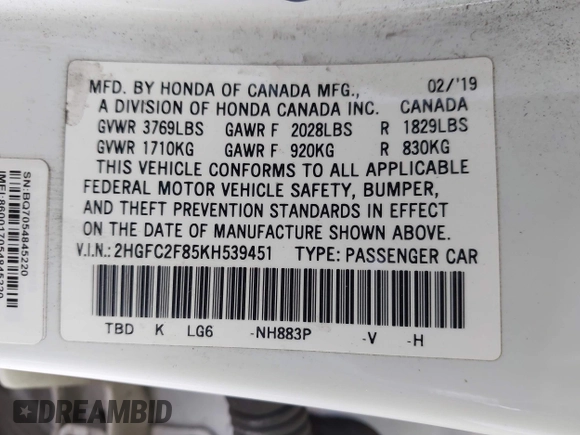 MFD. BY HONDA OF CANADA MFG., 02/'19
A DIVISION OF HONDA CANADA INC. CANADA
GVWR 3769LBS GAWR F 2028LBS R 1829LBS
GVWR 1710KG GAWR F 920KG R 830KG
THIS VEHICLE CONFORMS TO ALL APPLICABLE
FEDERAL MOTOR VEHICLE SAFETY, BUMPER,
AND THEFT PREVENTION STANDARDS IN EFFECT
ON THE DATE OF MANUFACTURE SHOWN ABOVE.
V.I.N.: 2HGFC2F85KH539451 TYPE: PASSENGER CAR
TBD K LG6 -NH883P -V -H
SN:BQ7054845220
IMEI:860017054845220
DREAMBID